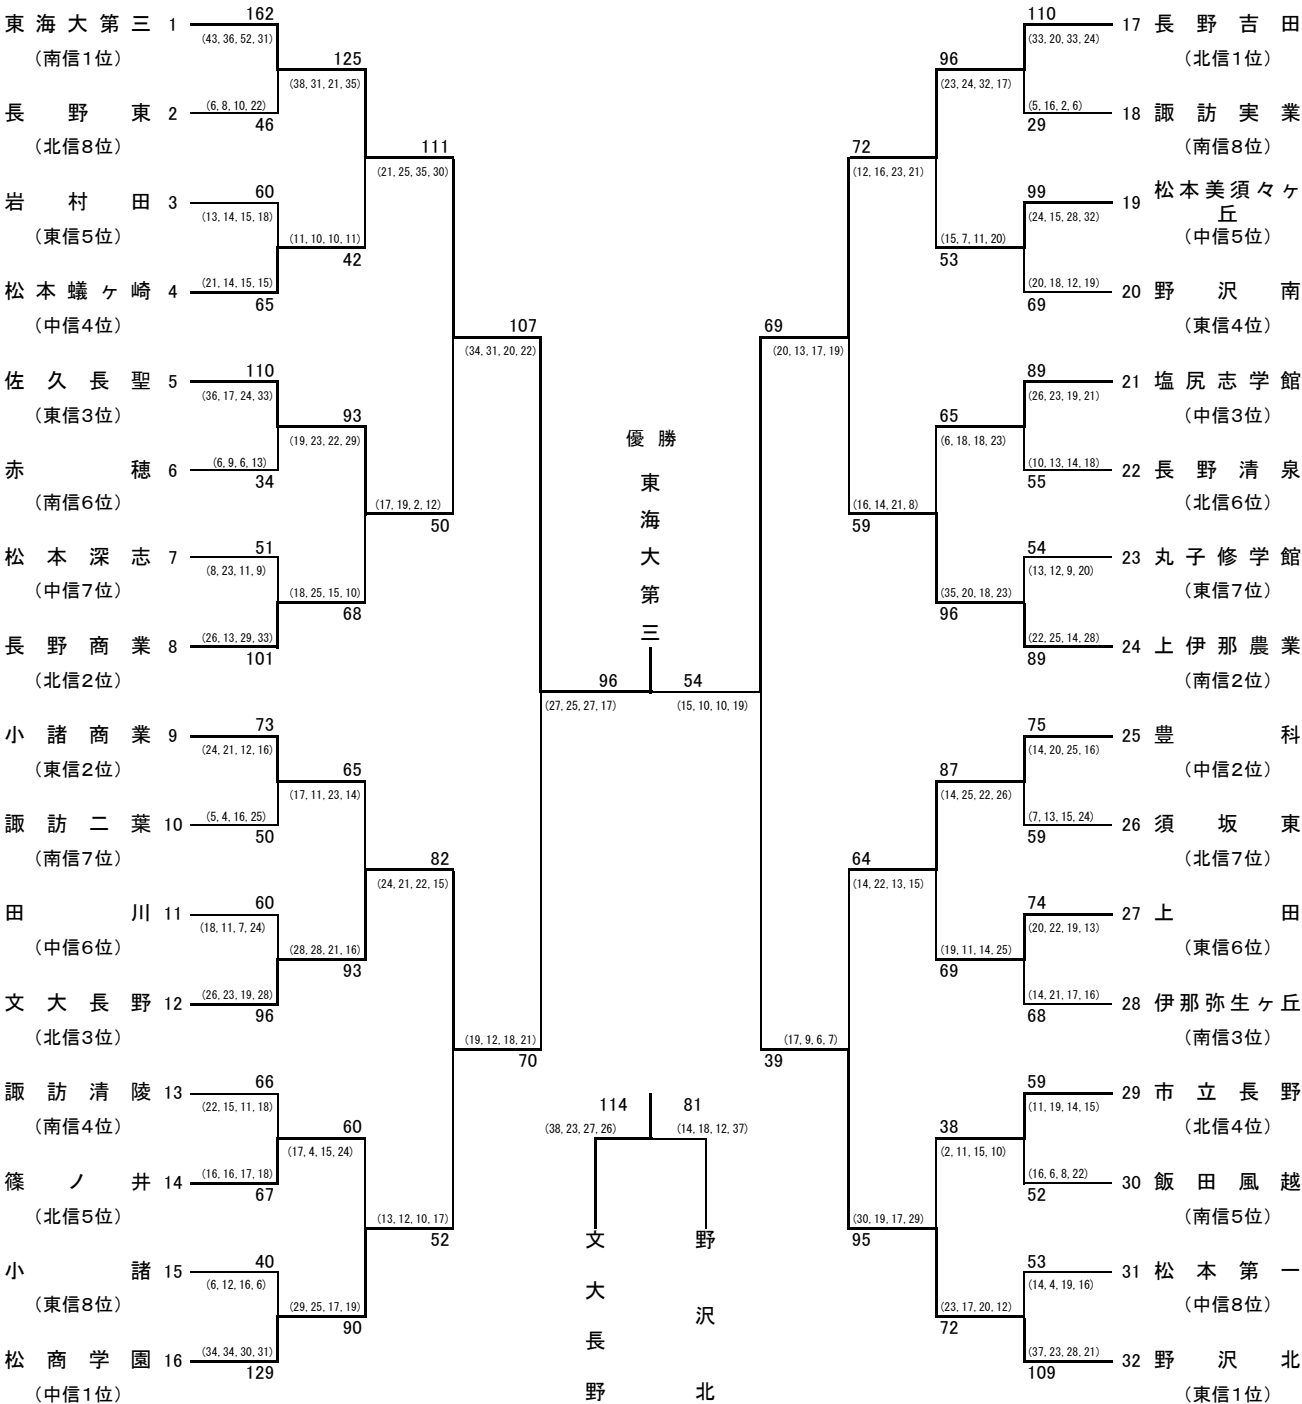 東海大第三 1
（南信1位）
162
(43, 36, 52, 31)
長野東 2
（北信8位）
(6, 8, 10, 22)
46
岩村田 3
（東信5位）
60
(13, 14, 15, 18)
松本蟻ヶ崎 4
（中信4位）
(21, 14, 15, 15)
65
佐久長聖 5
（東信3位）
110
(36, 17, 24, 33)
赤穂 6
（南信6位）
(6, 9, 6, 13)
34
松本深志 7
（中信7位）
51
(8, 23, 11, 9)
長野商業 8
（北信2位）
(26, 13, 29, 33)
101
小諸商業 9
（東信2位）
73
(24, 21, 12, 16)
諏訪二葉 10
（南信7位）
(5, 4, 16, 25)
50
田川 11
（中信6位）
60
(18, 11, 7, 24)
文大長野 12
（北信3位）
(26, 23, 19, 28)
96
諏訪清陵 13
（南信4位）
66
(22, 15, 11, 18)
篠ノ井 14
（北信5位）
(16, 16, 17, 18)
67
小諸 15
（東信8位）
40
(6, 12, 16, 6)
松商学園 16
（中信1位）
(34, 34, 30, 31)
129
125
(38, 31, 21, 35)
(11, 10, 10, 11)
42
93
(19, 23, 22, 29)
(18, 25, 15, 10)
68
65
(17, 11, 23, 14)
(28, 28, 21, 16)
93
60
(17, 4, 15, 24)
(29, 25, 17, 19)
90
111
(21, 25, 35, 30)
(17, 19, 2, 12)
50
82
(24, 21, 22, 15)
(13, 12, 10, 17)
52
107
(34, 31, 20, 22)
(19, 12, 18, 21)
70
優勝
東海大第三
96
(27, 25, 27, 17)
54
(15, 10, 10, 19)
114
(38, 23, 27, 26)
81
(14, 18, 12, 37)
文大長野
野沢北
69
(20, 13, 17, 19)
(17, 9, 6, 7)
39
72
(12, 16, 23, 21)
(16, 14, 21, 8)
59
64
(14, 22, 13, 15)
(30, 19, 17, 29)
95
96
(23, 24, 32, 17)
(15, 7, 11, 20)
53
65
(6, 18, 18, 23)
(35, 20, 18, 23)
96
87
(14, 25, 22, 26)
(19, 11, 14, 25)
69
38
(2, 11, 15, 10)
(23, 17, 20, 12)
72
110
(33, 20, 33, 24)
17 長野吉田
（北信1位）
(5, 16, 2, 6)
29
18 諏訪実業
（南信8位）
99
(24, 15, 28, 32)
19 松本美須々ヶ
丘
（中信5位）
(20, 18, 12, 19)
69
20 野沢南
（東信4位）
89
(26, 23, 19, 21)
21 塩尻志学館
（中信3位）
(10, 13, 14, 18)
55
22 長野清泉
（北信6位）
54
(13, 12, 9, 20)
23 丸子修学館
（東信7位）
(22, 25, 14, 28)
89
24 上伊那農業
（南信2位）
75
(14, 20, 25, 16)
25 豊科
（中信2位）
(7, 13, 15, 24)
59
26 須坂東
（北信7位）
74
(20, 22, 19, 13)
27 上田
（東信6位）
(14, 21, 17, 16)
68
28 伊那弥生ヶ丘
（南信3位）
59
(11, 19, 14, 15)
29 市立長野
（北信4位）
(16, 6, 8, 22)
52
30 飯田風越
（南信5位）
53
(14, 4, 19, 16)
31 松本第一
（中信8位）
(37, 23, 28, 21)
109
32 野沢北
（東信1位）